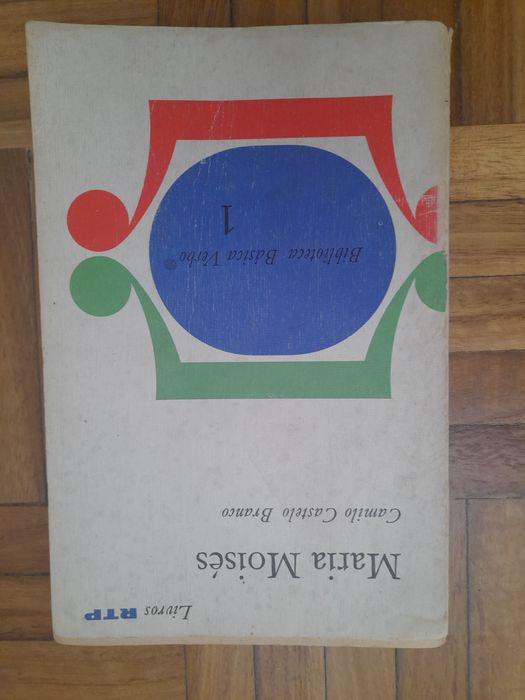 Livros RTP
Maria Moisés
Camilo Castelo Branco
Biblioteca Básica Verbo
1